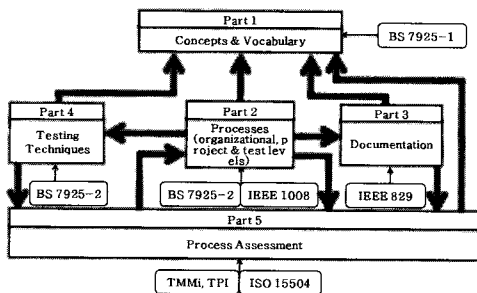 Part 1
Concepts & Vocabulary
BS 7925-1
Part 4
Testing
Techniques
Part 2
Processes
(organizational, p
roject & test lev
els)
Part 3
Documentation
BS 7925-2
BS 7925-2
IEEE 1008
IEEE 829
Part 5
Process Assessment
TMMi, TPI
ISO 15504